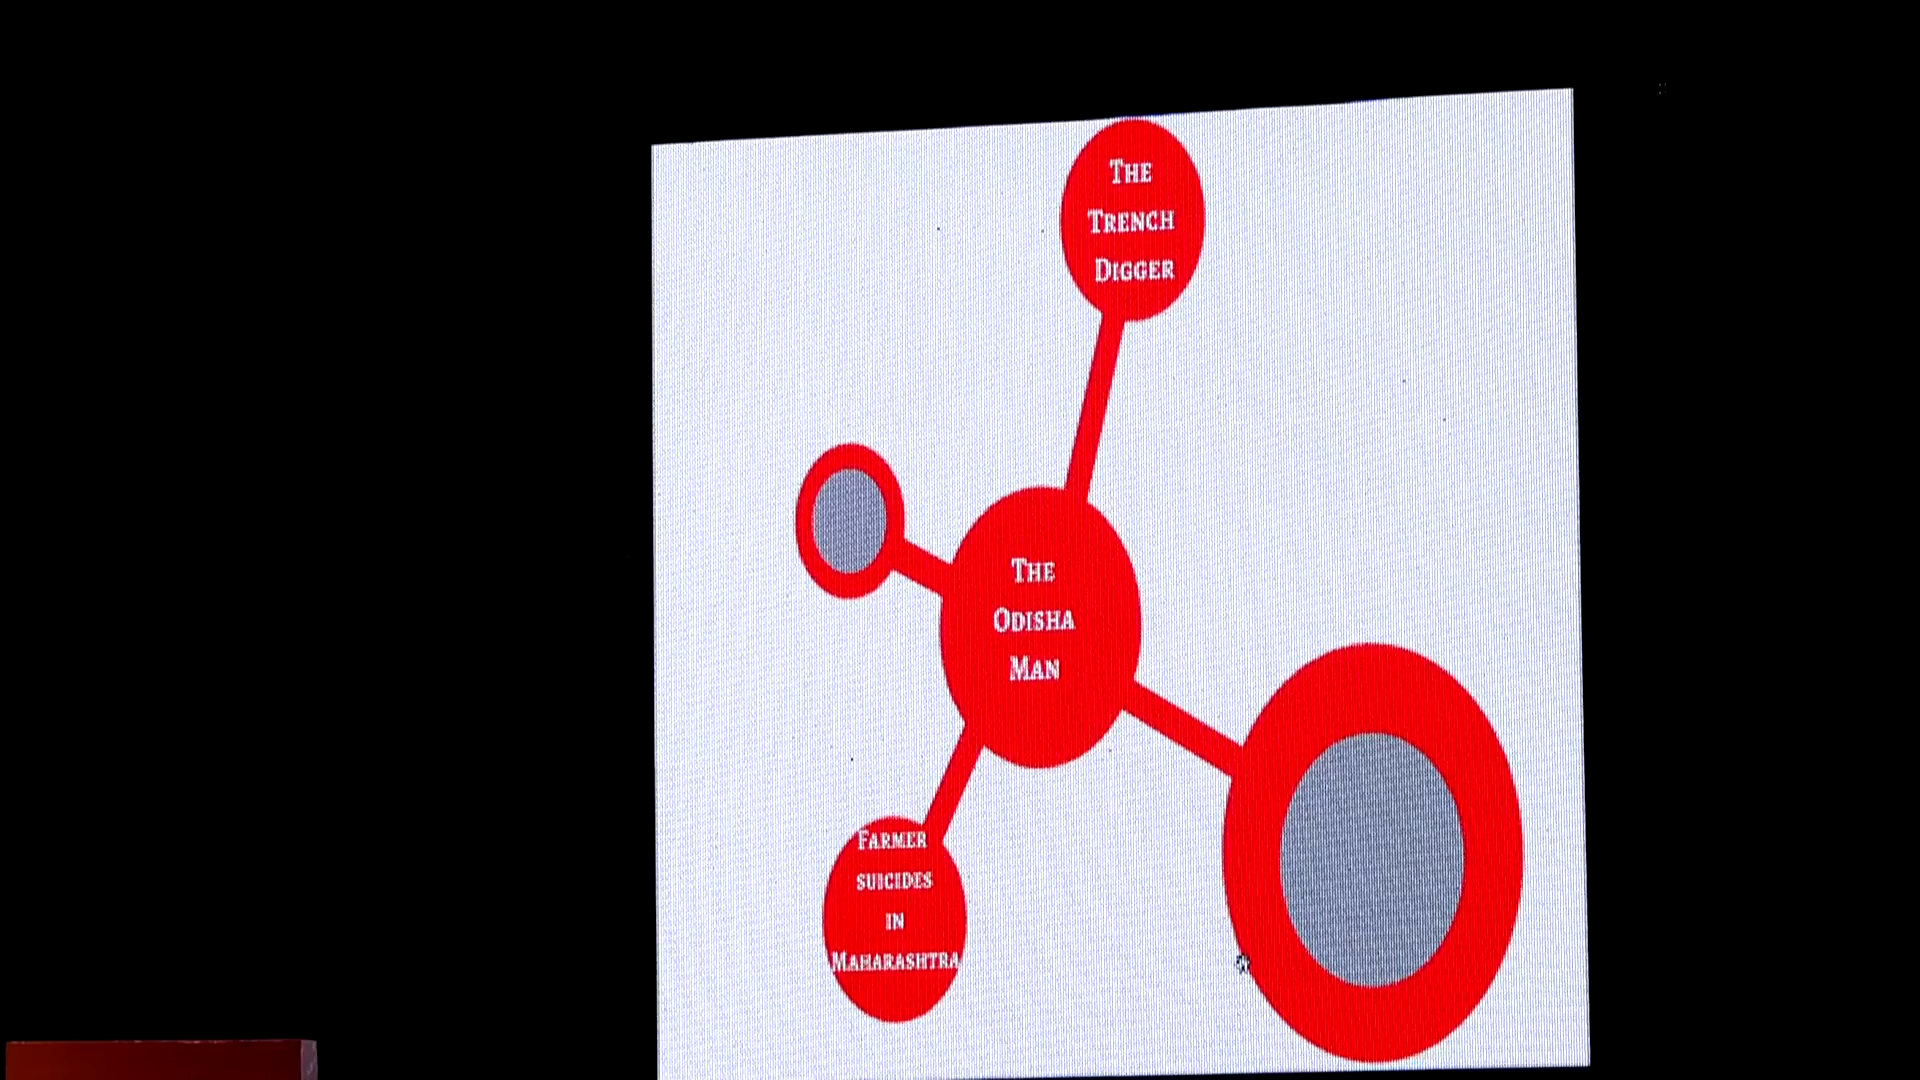 The
Trench
Digger
The
Odisha
Man
Farmer
suicides
in
Maharashtra